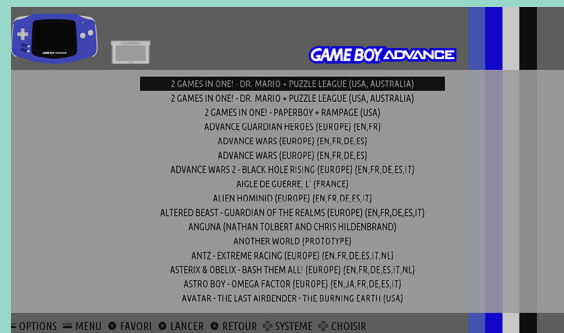 GAME BOY ADVANCE
2 GAMES IN ONE! - DR. MARIO + PUZZLE LEAGUE (USA, AUSTRALIA)
2 GAMES IN ONE! - DR. MARIO + PUZZLE LEAGUE (USA, AUSTRALIA)
2 GAMES IN ONE! - PAPERBOY + RAMPAGE (USA)
ADVANCE GUARDIAN HEROES (EUROPE) (EN,FR)
ADVANCE WARS (EUROPE) (EN,FR,DE,ES)
ADVANCE WARS (EUROPE) (EN,FR,DE,ES)
ADVANCE WARS 2 - BLACK HOLE RISING (EUROPE) (EN,FR,DE,ES,IT)
AIGLE DE GUERRE, L' (FRANCE)
ALIEN HOMINID (EUROPE) (EN,FR,DE,ES,IT)
ALTERED BEAST - GUARDIAN OF THE REALMS (EUROPE) (EN,FR,DE,ES,IT)
ANGUNA (NATHAN TOLBERT AND CHRIS HILDENBRAND)
ANOTHER WORLD (PROTOTYPE)
ANTZ - EXTREME RACING (EUROPE) (EN,FR,DE,ES,IT,NL)
ASTERIX & OBELIX - BASH THEM ALL! (EUROPE) (EN,FR,DE,ES,IT,NL)
ASTRO BOY - OMEGA FACTOR (EUROPE) (EN,JA,FR,DE,ES,IT)
AVATAR - THE LAST AIRBENDER - THE BURNING EARTH (USA)
OPTIONS MENU FAVORI LANCER RETOUR SYSTEME CHOISIR